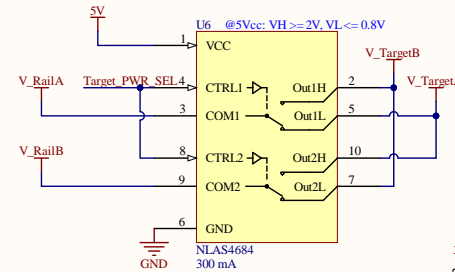 5V
U6 @5Vcc: VH >= 2V, VL<= 0.8V
1 VCC
V_TargetB
V_RailA Target_PWR_SEL 4 CTRL1 Out1H 2 V_TargetA
3 COM1 Out1L 5
V_RailB 8 CTRL2 Out2H 10
9 COM2 Out2L 7
6 GND
NLAS4684
GND 300 mA